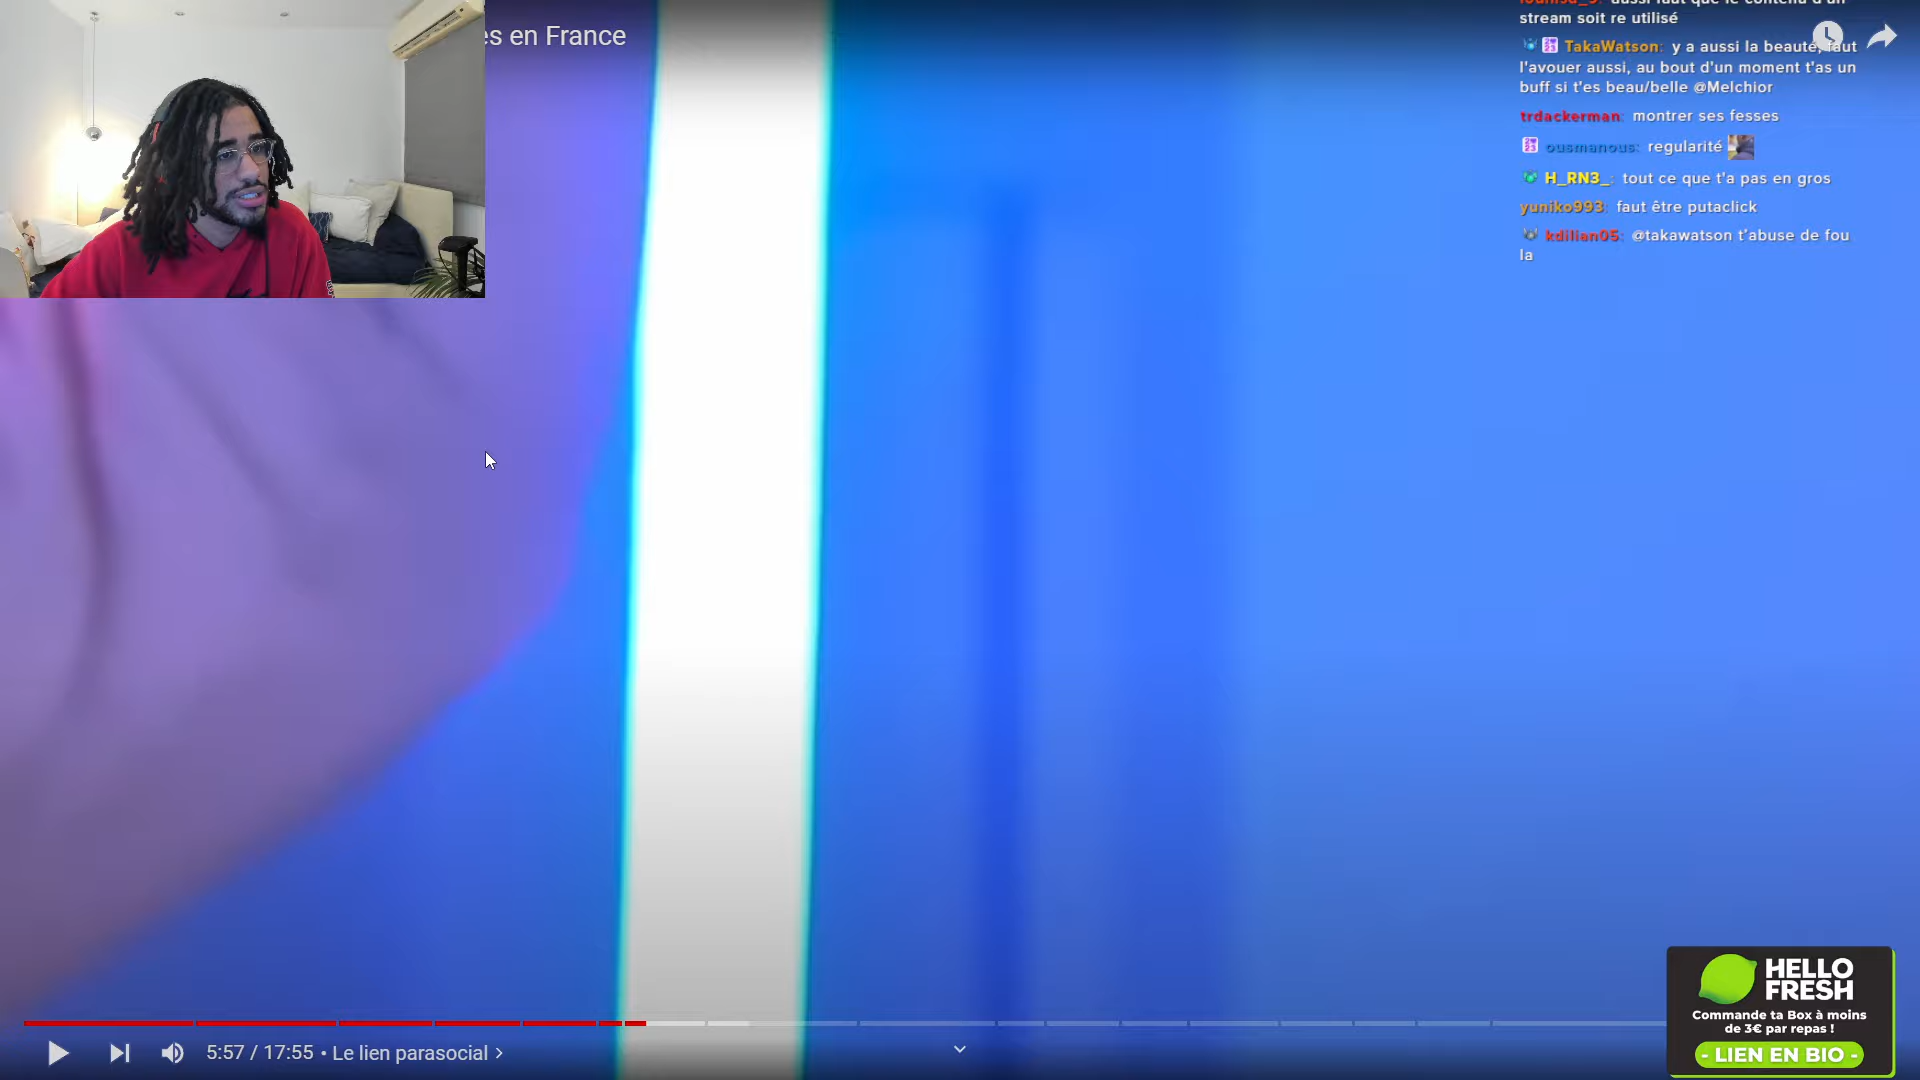 es en France
stream soit re utilisé
TakaWatson: y a aussi la beauté, faut
l'avouer aussi, au bout d'un moment t'as un
buff si t'es beau/belle @Melchior
trdackerman: montrer ses fesses
ousmanous: regularité
H_RN3_: tout ce que t'a pas en gros
yuniko993: faut être putaclick
kdilian05: @takawatson t'abuse de fou
la
HELLO
FRESH
Commande ta Box à moins
de 3€ par repas !
- LIEN EN BIO -
5:57 / 17:55 • Le lien parasocial >